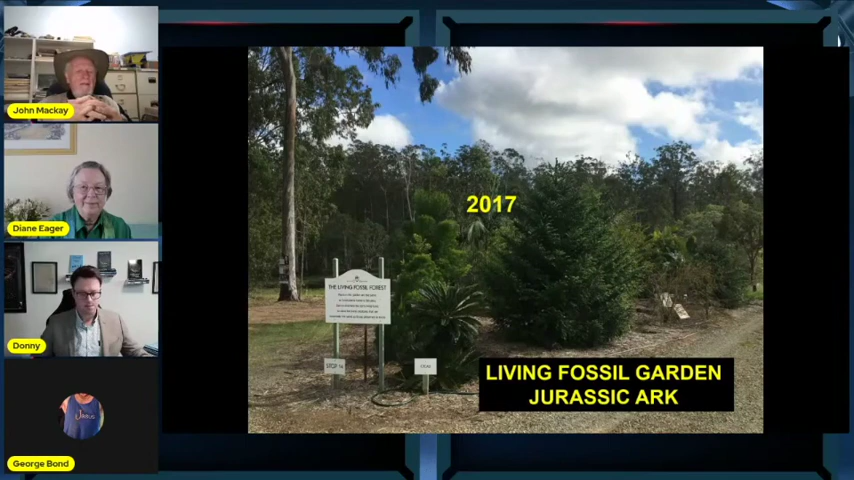 John Mackay
Diane Eager
Donny
George Bond
2017
THE LIVING FOSSIL FOREST
LIVING FOSSIL GARDEN
JURASSIC ARK